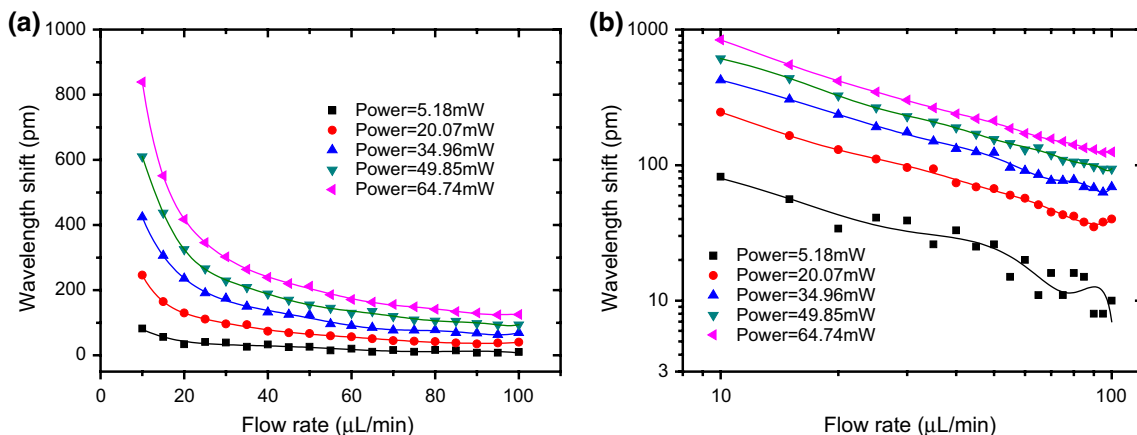 (a)
1000
800
600
400
200
0
Wavelength shift (pm)
Power=5.18mW
Power=20.07mW
Power=34.96mW
Power=49.85mW
Power=64.74mW
0 20 40 60 80 100
Flow rate (μL/min)
(b)
1000
100
10
3
Wavelength shift (pm)
Power=5.18mW
Power=20.07mW
Power=34.96mW
Power=49.85mW
Power=64.74mW
10 100
Flow rate (μL/min)